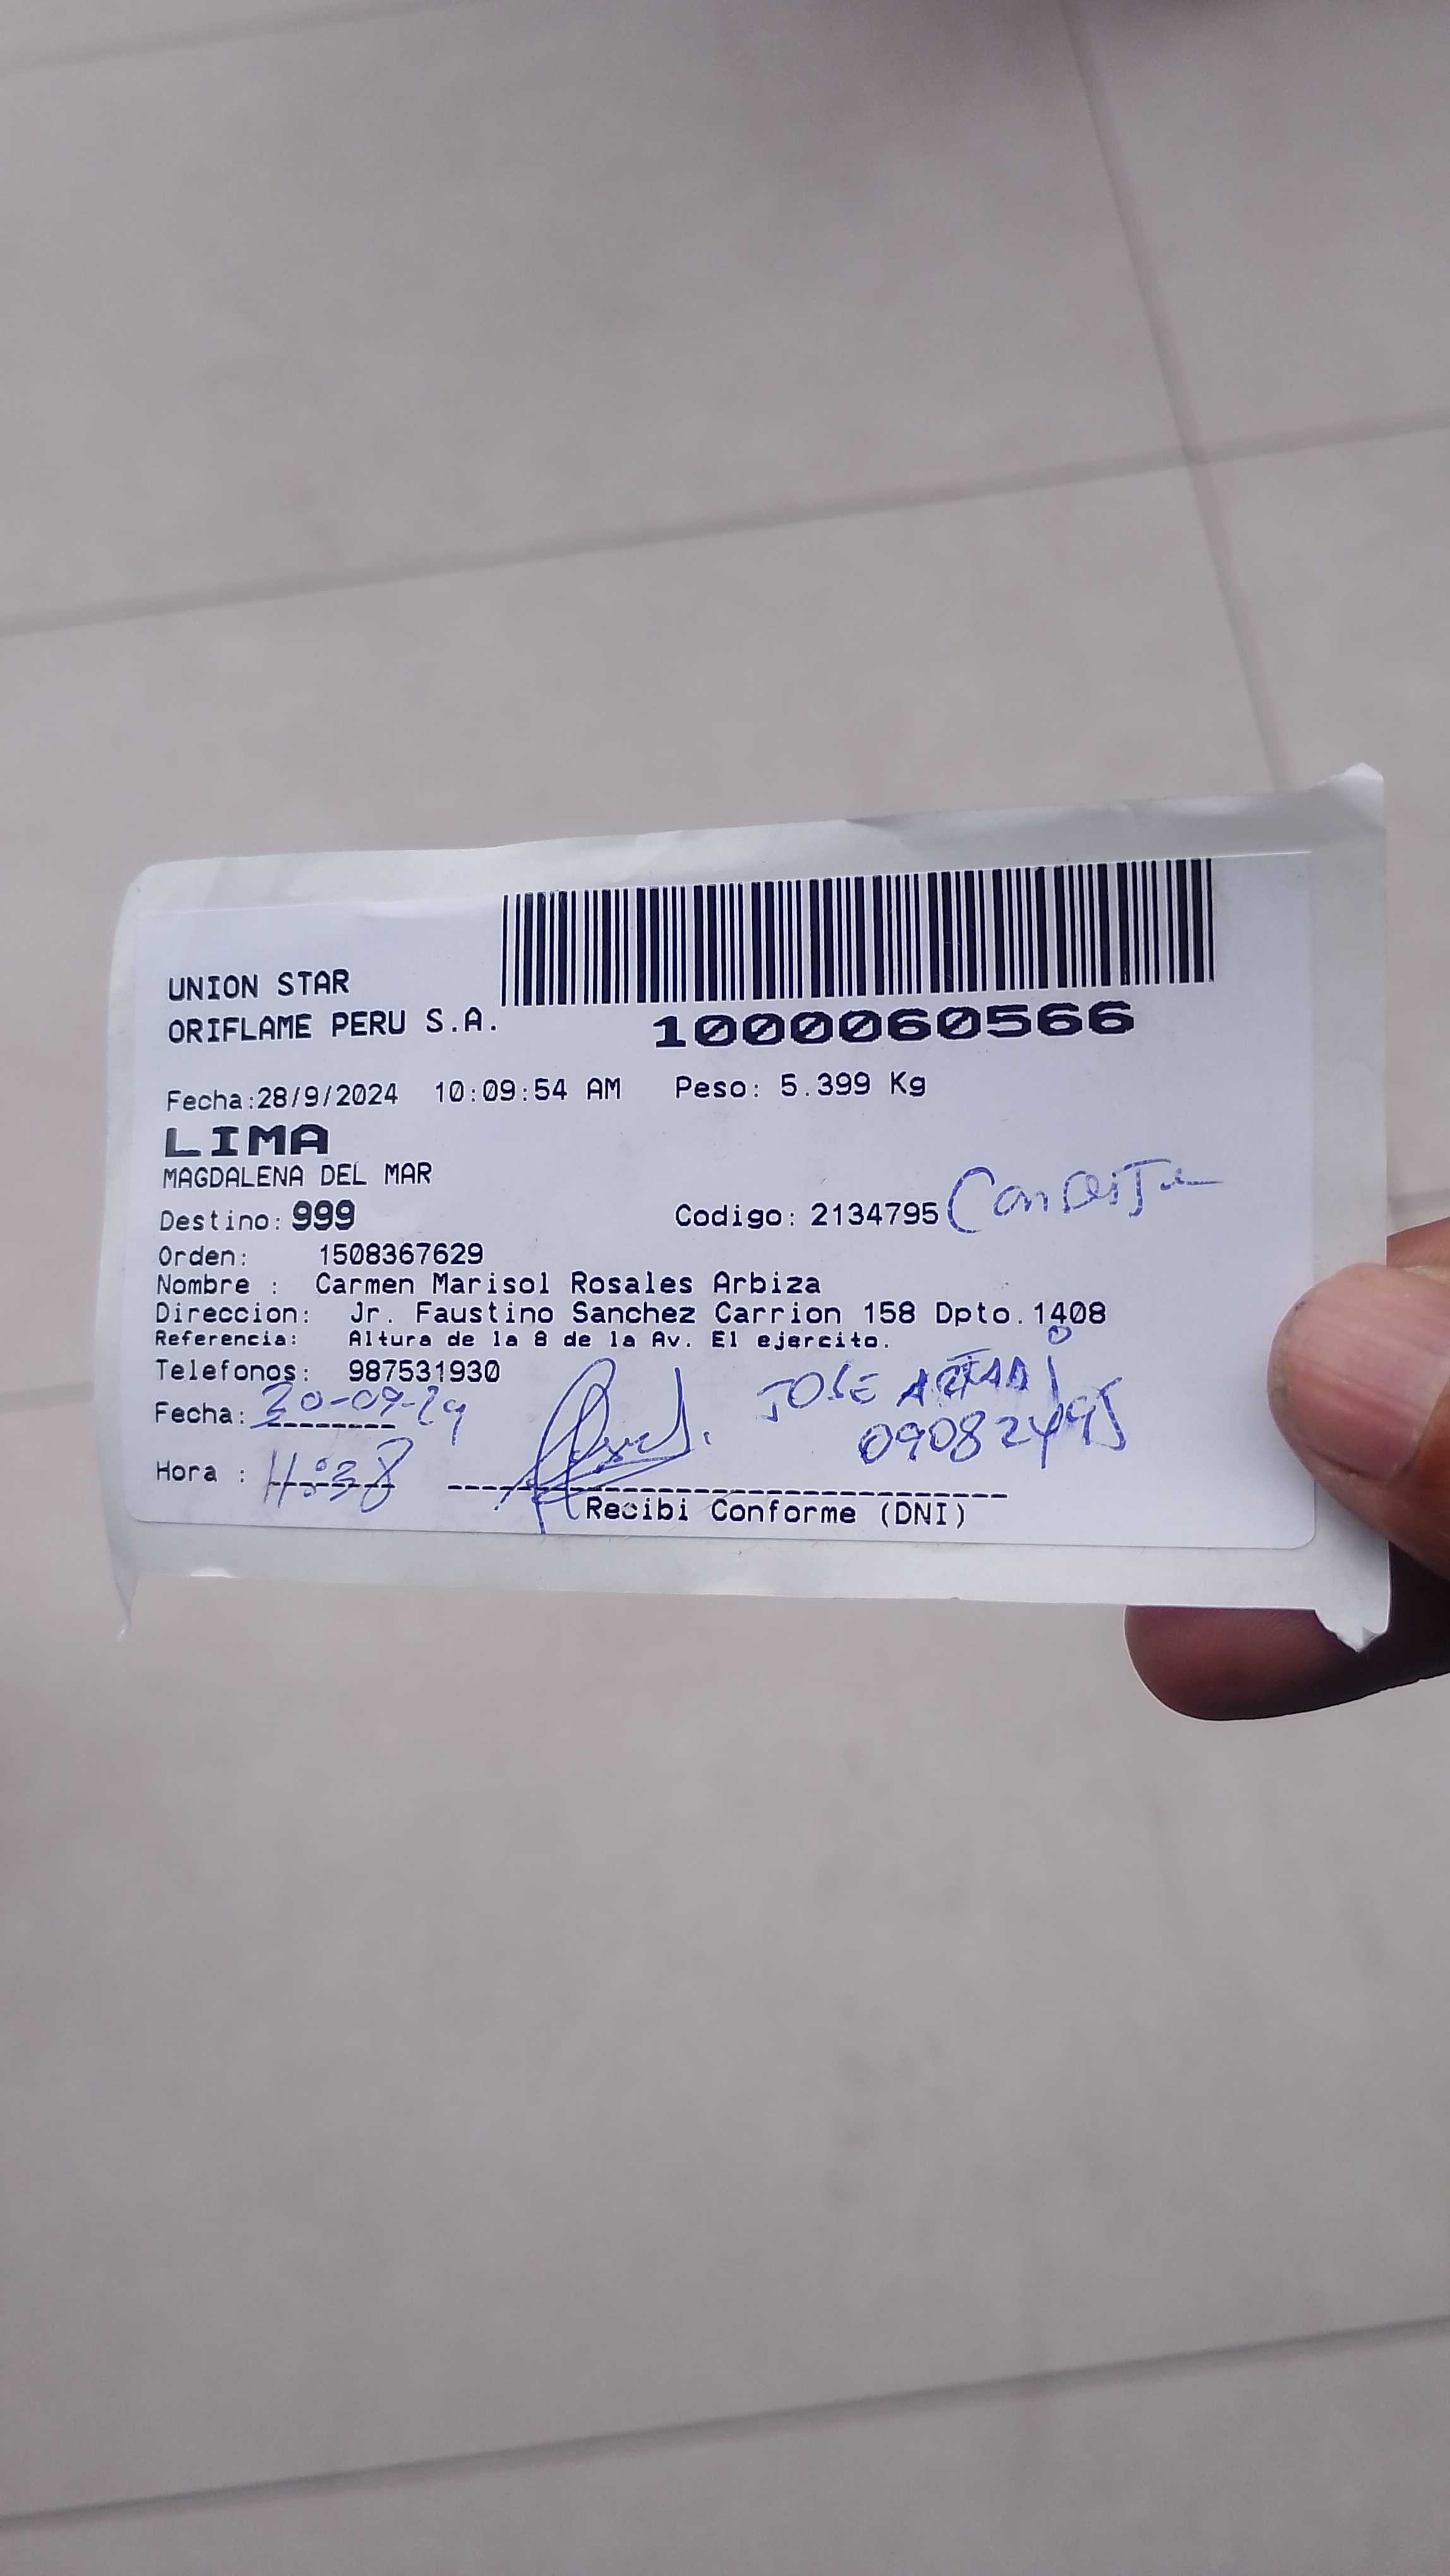 UNION STAR
ORIFLAME PERU S.A.
1000060566
Fecha:28/9/2024 10:09:54 AM Peso: 5.399 Kg
LIMA
MAGDALENA DEL MAR
Destino: 999 Codigo: 2134795
Orden: 1508367629
Nombre : Carmen Marisol Rosales Arbiza
Direccion: Jr. Faustino Sanchez Carrion 158 Dpto.1408
Referencia: Altura de la 8 de la Av. El ejercito.
Telefonos: 987531930
JOSE
Fecha: 30-09-24
09082495
Hora : 11:38
Recibi Conforme (DNI)